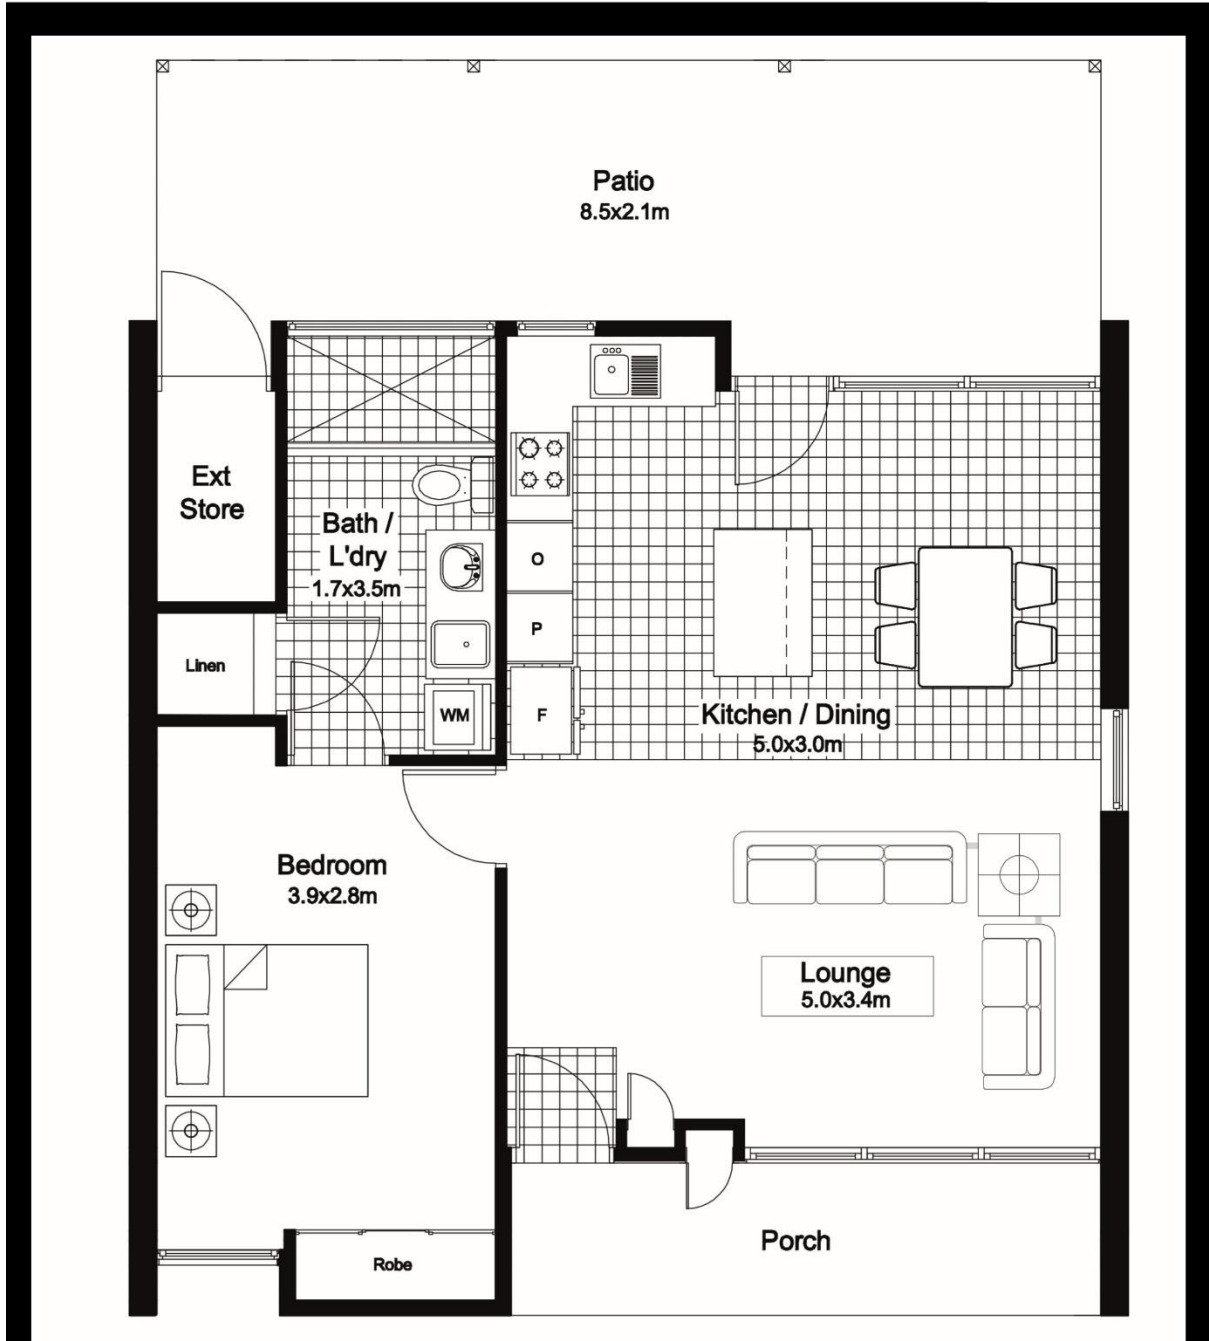 Patio
8.5x2.1m
Ext
Store
Bath /
L'dry
1.7x3.5m
O
P
Linen
WM
F
Kitchen / Dining
5.0x3.0m
Bedroom
3.9x2.8m
Lounge
5.0x3.4m
Porch
Robe